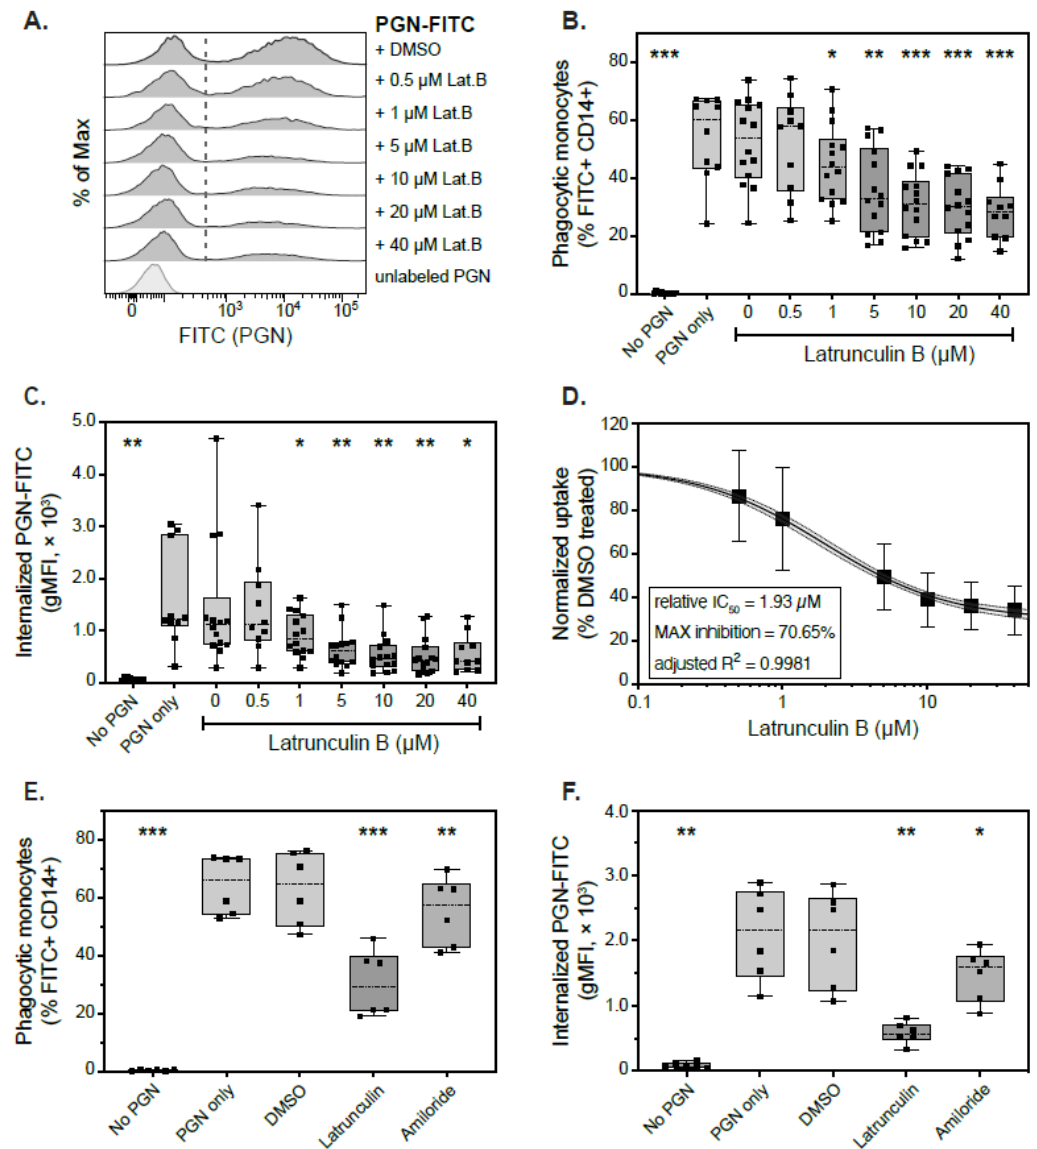 A.
PGN-FITC
+ DMSO
+ 0.5 µM Lat.B
+ 1 µM Lat.B
+ 5 µM Lat.B
+ 10 µM Lat.B
+ 20 µM Lat.B
+ 40 µM Lat.B
unlabeled PGN
% of Max
0 10³ 10⁴ 10⁵
FITC (PGN)
B.
Phagocytic monocytes
(% FITC+ CD14+)
80
60
40
20
0
*** * ** *** *** ***
No PGN PGN only 0 0.5 1 5 10 20 40
Latrunculin B (µM)
C.
Internalized PGN-FITC
(gMFI, × 10³)
5.0
4.0
3.0
2.0
1.0
0
** * ** ** ** *
No PGN PGN only 0 0.5 1 5 10 20 40
Latrunculin B (µM)
D.
Normalized uptake
(% DMSO treated)
120
100
80
60
40
20
0
relative IC₅₀ = 1.93 µM
MAX inhibition = 70.65%
adjusted R² = 0.9981
0.1 1 10
Latrunculin B (µM)
E.
Phagocytic monocytes
(% FITC+ CD14+)
80
60
40
20
0
*** *** **
No PGN PGN only DMSO Latrunculin Amiloride
F.
Internalized PGN-FITC
(gMFI, × 10³)
4.0
3.0
2.0
1.0
0
** ** *
No PGN PGN only DMSO Latrunculin Amiloride